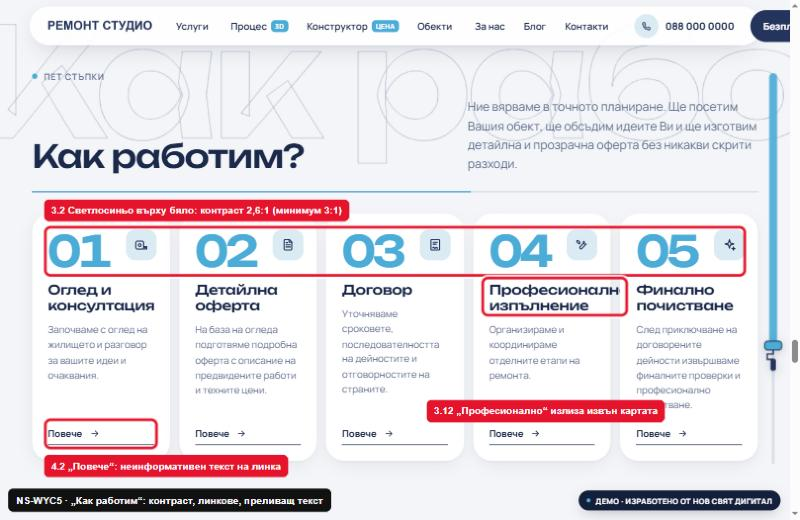 РЕМОНТ СТУДИО
Услуги
Процес 3D
Конструктор ЦЕНА
Обекти
За нас
Блог
Контакти
088 000 0000
как рабо
ПЕТ СТЪПКИ
Как работим?
Ние вярваме в точното планиране. Ще посетим
Вашия обект, ще обсъдим идеите Ви и ще изготвим
детайлна и прозрачна оферта без никакви скрити
разходи.
3.2 Светлосиньо върху бяло: контраст 2,6:1 (минимум 3:1)
01
Оглед и
консултация
Започваме с оглед на
жилището и разговор
за вашите идеи и
очаквания.
Повече →
02
Детайлна
оферта
На база на огледа
подготвяме подробна
оферта с описание на
предвидените работи
и техните цени.
Повече →
03
Договор
Уточняваме
сроковете,
последователността
на дейностите и
отговорностите на
страните.
Повече →
04
Професионалн
изпълнение
Организираме и
координираме
отделните етапи на
ремонта.
Повече →
05
Финално
почистване
След приключване на
договорените
дейности извършваме
финалните проверки и
професионално
Повече →
3.12 „Професионално“ излиза извън картата
4.2 „Повече“: неинформативен текст на линка
NS-WYC5 · „Как работим“: контраст, линкове, преливащ текст
ДЕМО · ИЗРАБОТЕНО ОТ НОВ СВЯТ ДИГИТАЛ